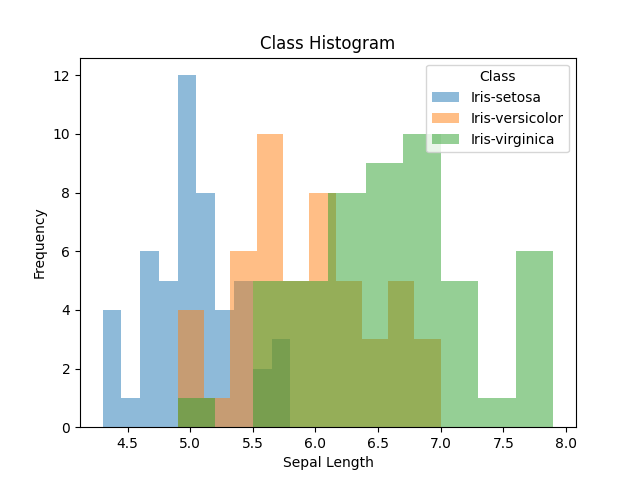 Class Histogram
12
10
8
6
4
2
0
Frequency
Class
Iris-setosa
Iris-versicolor
Iris-virginica
4.5 5.0 5.5 6.0 6.5 7.0 7.5 8.0
Sepal Length